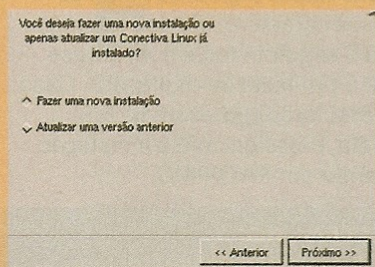 Você deseja fazer uma nova instalação ou
apenas atualizar um Conectiva Linux já
instalado?
Fazer uma nova instalação
Atualizar uma versão anterior
<< Anterior
Próximo >>